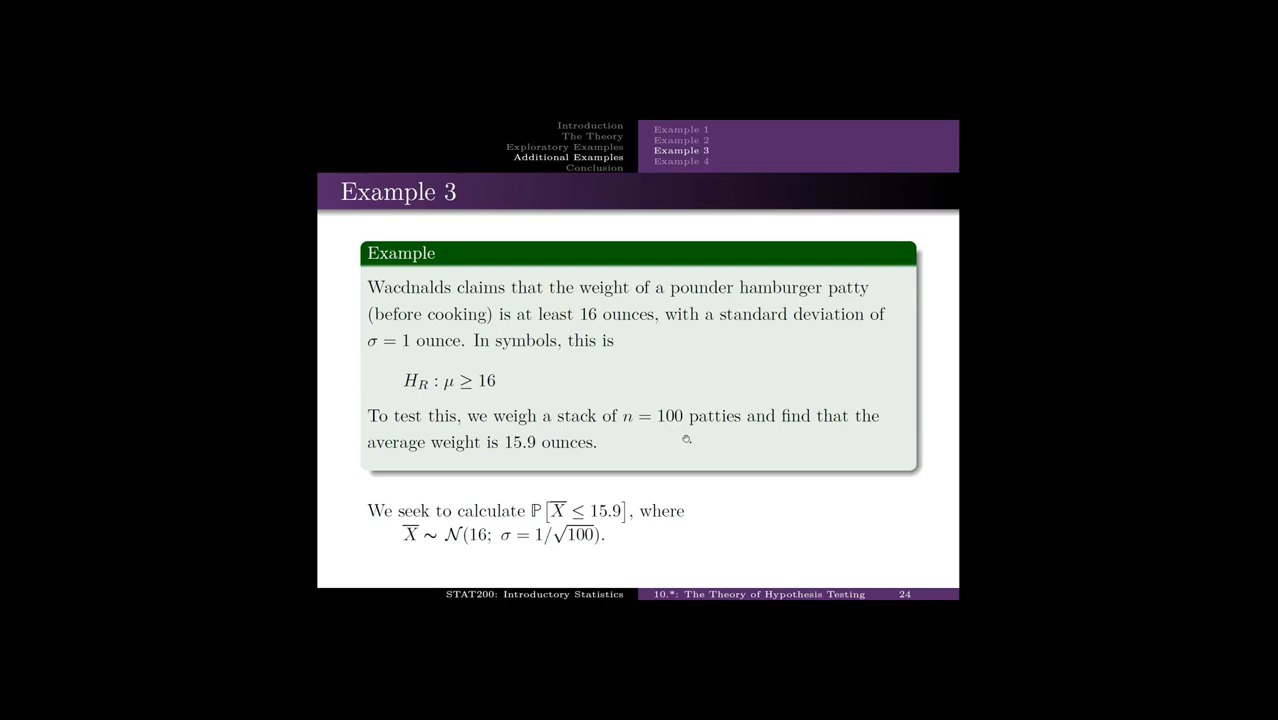 Introduction
The Theory
Exploratory Examples
Additional Examples
Conclusion
Example 1
Example 2
Example 3
Example 4
Example 3
Example
Wacdnalds claims that the weight of a pounder hamburger patty
(before cooking) is at least 16 ounces, with a standard deviation of
σ = 1 ounce. In symbols, this is
H_R : μ ≥ 16
To test this, we weigh a stack of n = 100 patties and find that the
average weight is 15.9 ounces.
We seek to calculate ℙ[X̅ ≤ 15.9], where
X̅ ∼ 𝒩(16; σ = 1/√100).
STAT200: Introductory Statistics
10.*: The Theory of Hypothesis Testing
24